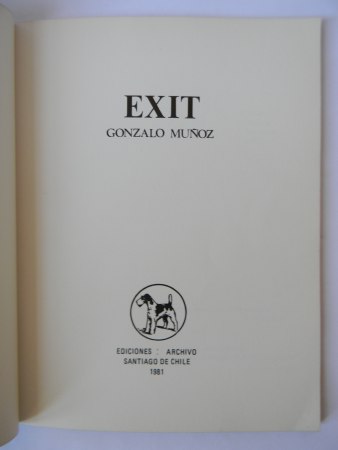 EXIT
GONZALO MUÑOZ
EDICIONES : ARCHIVO
SANTIAGO DE CHILE
1981